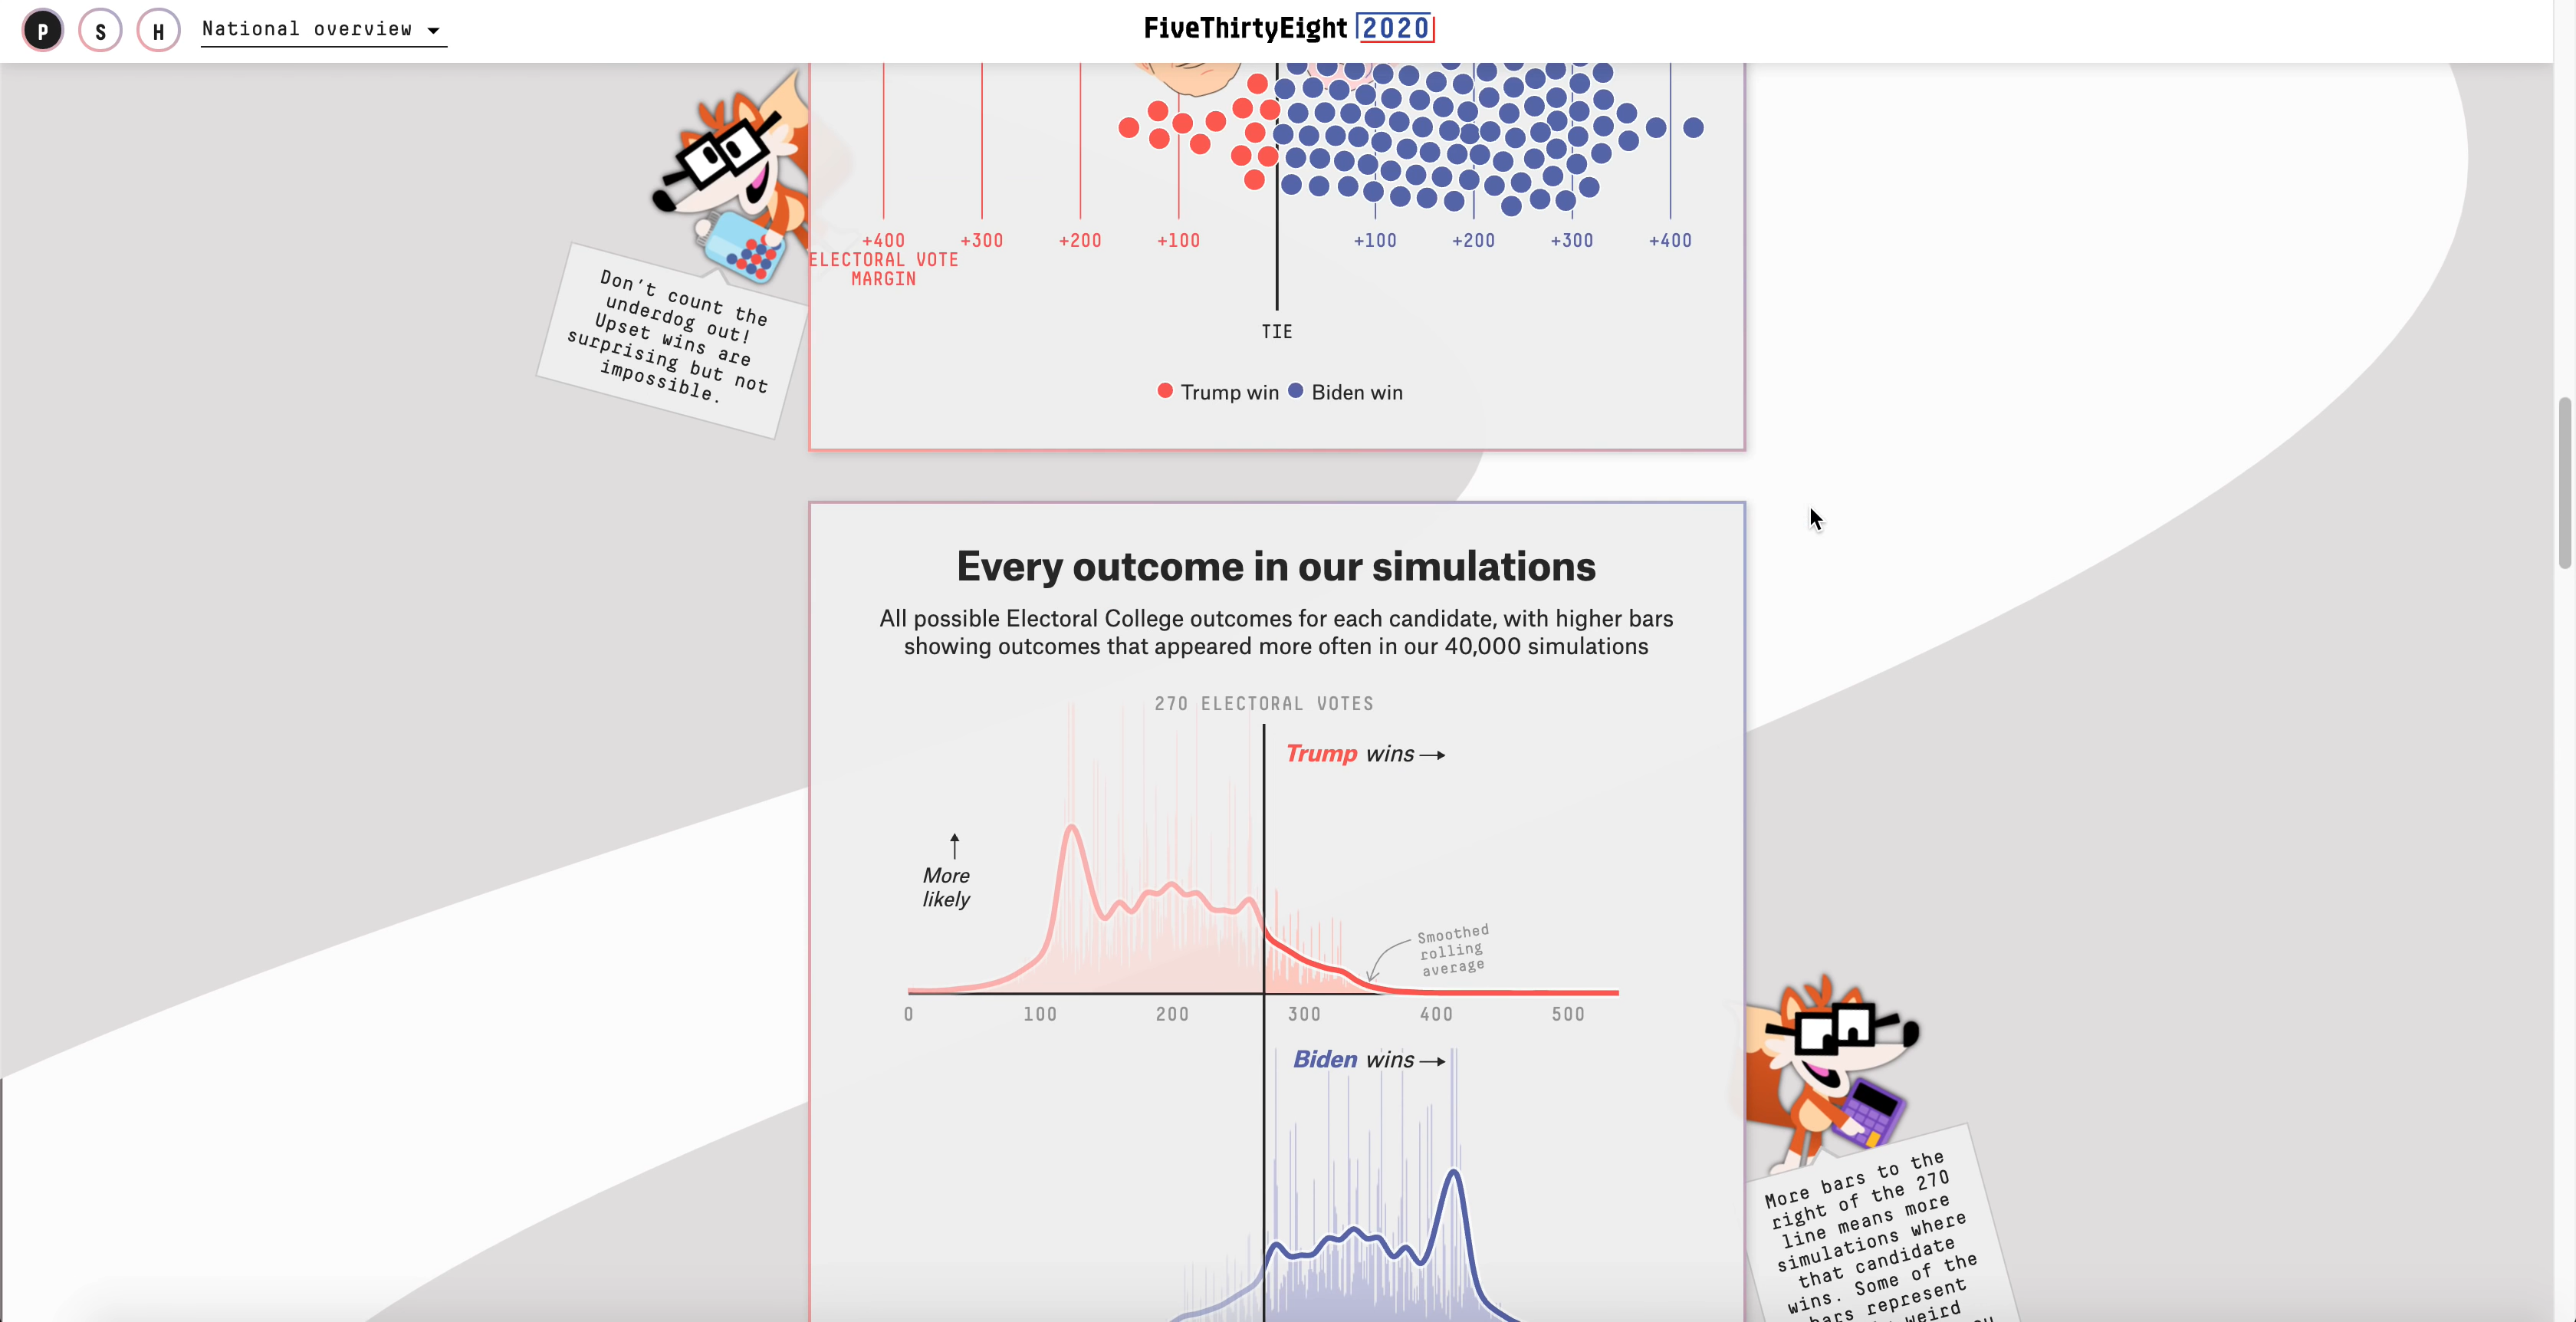 P S H National overview
FiveThirtyEight 2020
+400 +300 +200 +100 +100 +200 +300 +400
ELECTORAL VOTE
MARGIN
TIE
Trump win Biden win
Don't count the
underdog out!
Upset wins are
surprising but not
impossible.
Every outcome in our simulations
All possible Electoral College outcomes for each candidate, with higher bars
showing outcomes that appeared more often in our 40,000 simulations
270 ELECTORAL VOTES
Trump wins →
↑
More
likely
Smoothed
rolling
average
0 100 200 300 400 500
Biden wins →
More bars to the
right of the 270
line means more
simulations where
that candidate
wins. Some of the
bars represent
weird